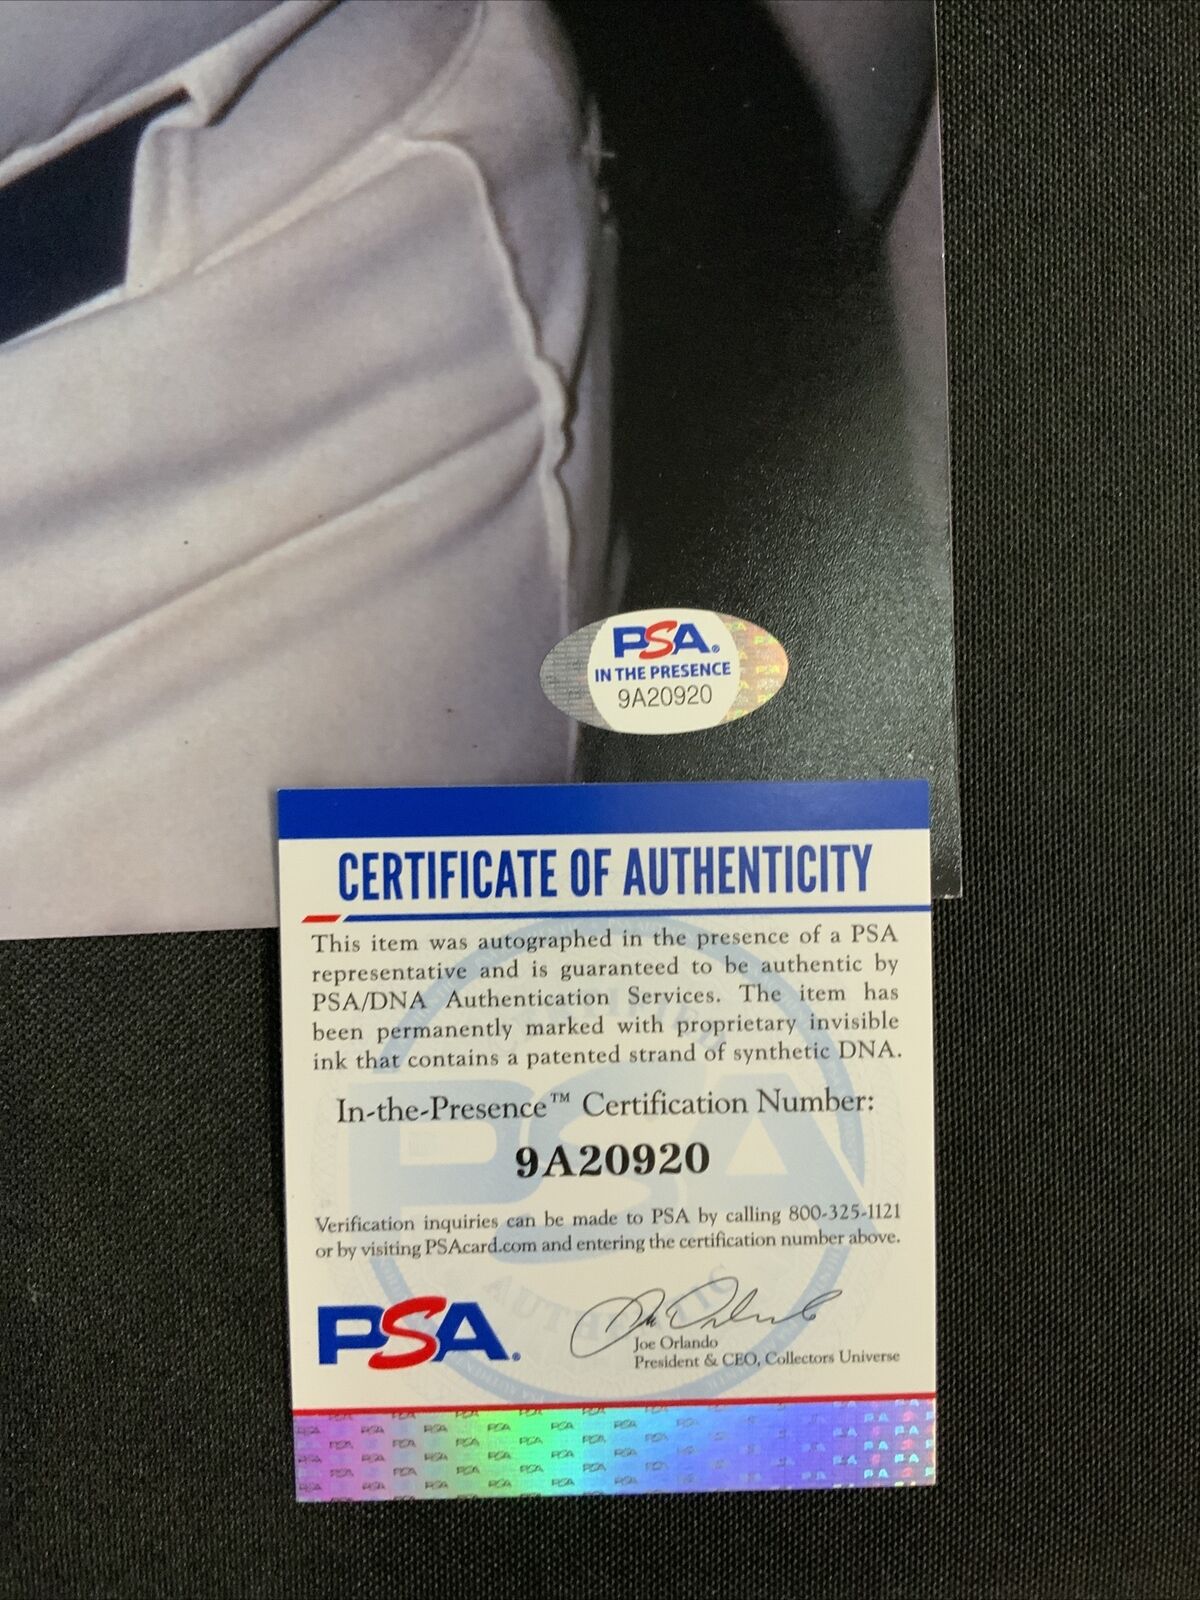 PSA
IN THE PRESENCE
9A20920
CERTIFICATE OF AUTHENTICITY
This item was autographed in the presence of a PSA
representative and is guaranteed to be authentic by
PSA/DNA Authentication Services. The item has
been permanently marked with proprietary invisible
ink that contains a patented strand of synthetic DNA.
In-the-Presence™ Certification Number:
9A20920
Verification inquiries can be made to PSA by calling 800-325-1121
or by visiting PSAcard.com and entering the certification number above.
PSA
Joe Orlando
President & CEO, Collectors Universe